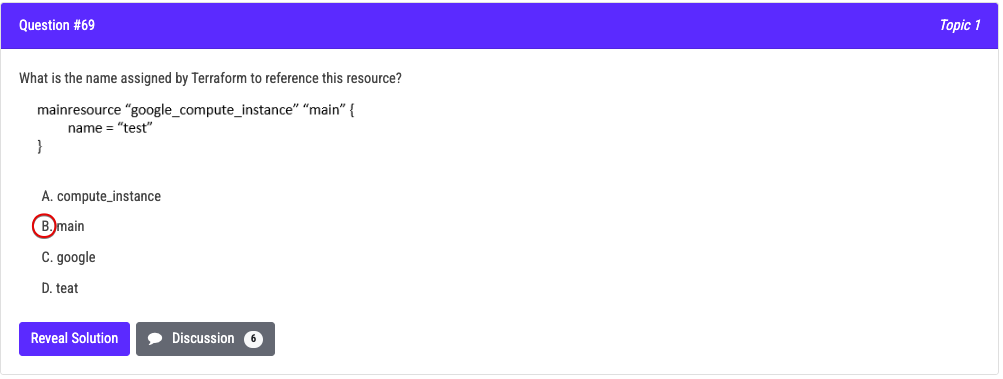 Question #69
Topic 1
What is the name assigned by Terraform to reference this resource?
mainresource “google_compute_instance” “main” {
name = “test”
}
A. compute_instance
B. main
C. google
D. teat
Reveal Solution
Discussion 6